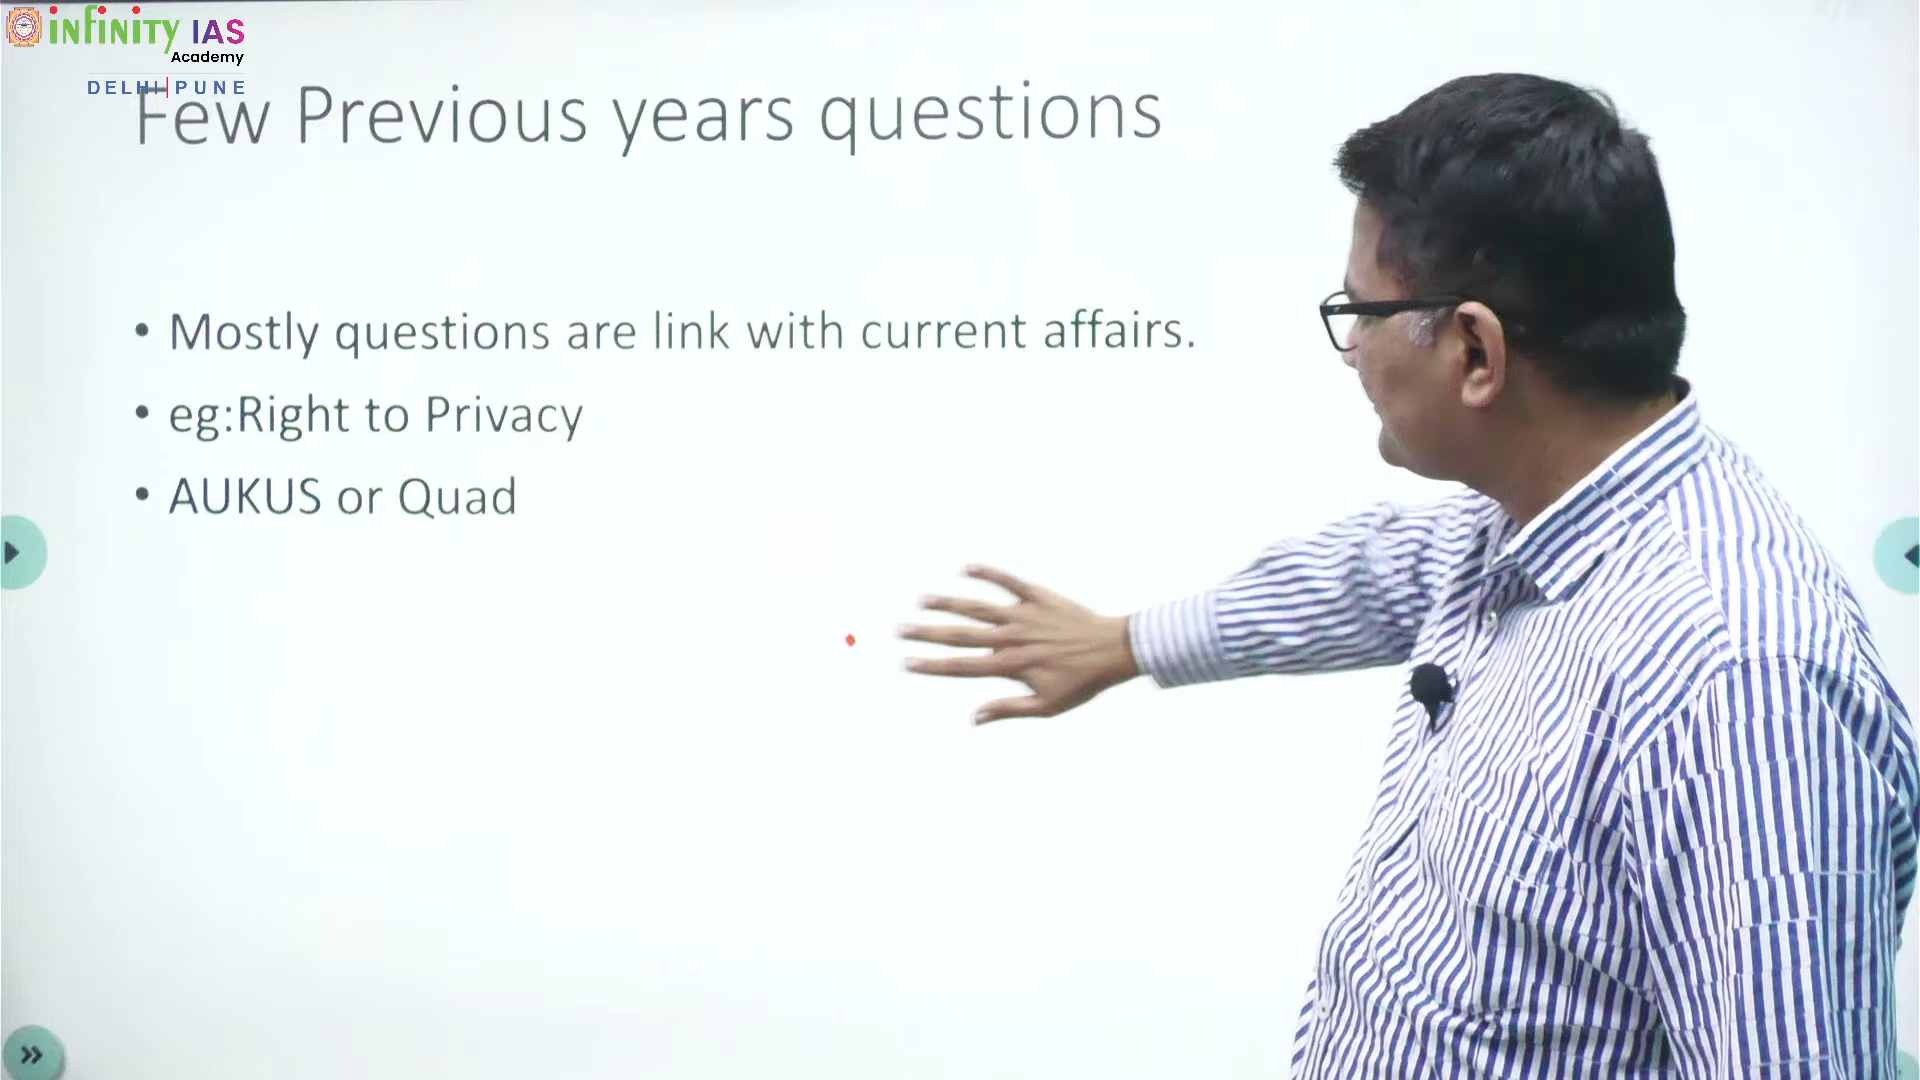 infinity IAS
Academy
DELHI PUNE
Few Previous years questions
• Mostly questions are link with current affairs.
• eg:Right to Privacy
• AUKUS or Quad